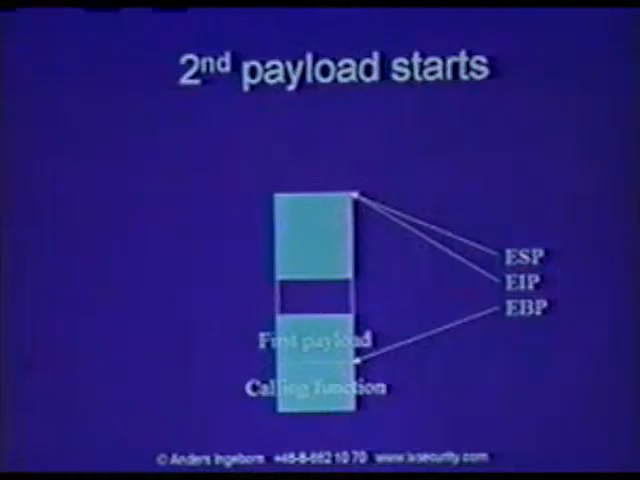 2nd payload starts
ESP
EIP
EBP
First payload
Calling function
© Anders Ingeborn +46-8-662 10 70 www.ixsecurity.com